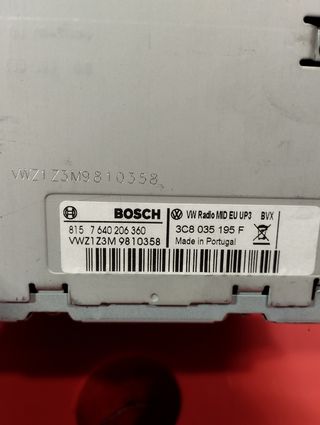 VWZ1Z3M9810358
BOSCH VW Radio MID EU UP3 BVX
815 7 640 206 360 3C8 035 195 F
VWZ1Z3M 9810358 Made in Portugal